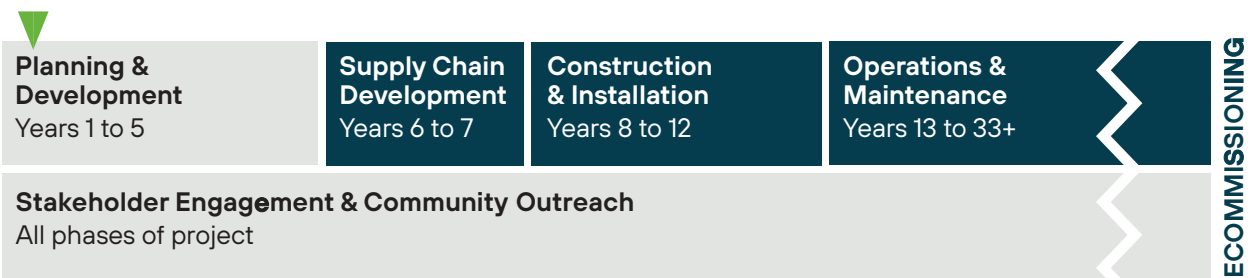 Planning &
Development
Years 1 to 5
Supply Chain
Development
Years 6 to 7
Construction
& Installation
Years 8 to 12
Operations &
Maintenance
Years 13 to 33+
Stakeholder Engagement & Community Outreach
All phases of project
ECOMMISSIONING